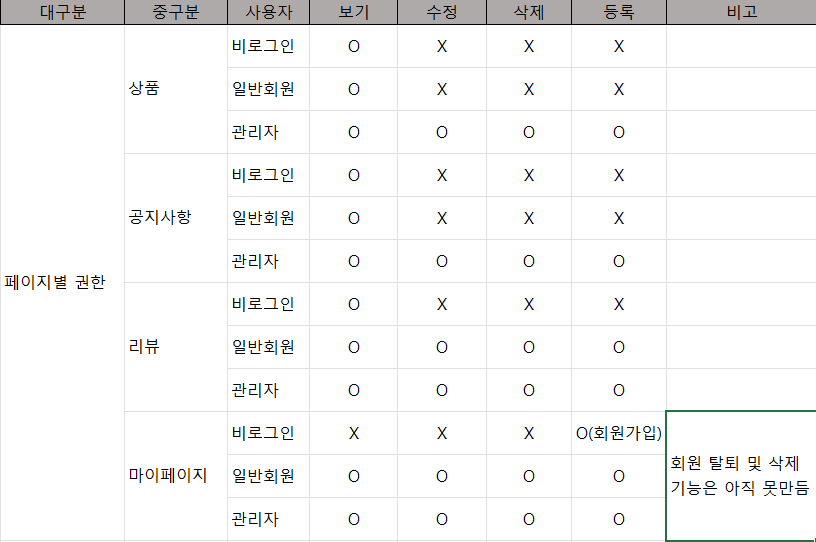 대구분 중구분 사용자 보기 수정 삭제 등록 비고
비로그인 O X X X
상품 일반회원 O X X X
관리자 O O O O
비로그인 O X X X
공지사항 일반회원 O X X X
관리자 O O O O
페이지별 권한
비로그인 O X X X
리뷰 일반회원 O O O O
관리자 O O O O
비로그인 X X X O(회원가입)
마이페이지 일반회원 O O O O
회원 탈퇴 및 삭제
기능은 아직 못만듬
관리자 O O O O